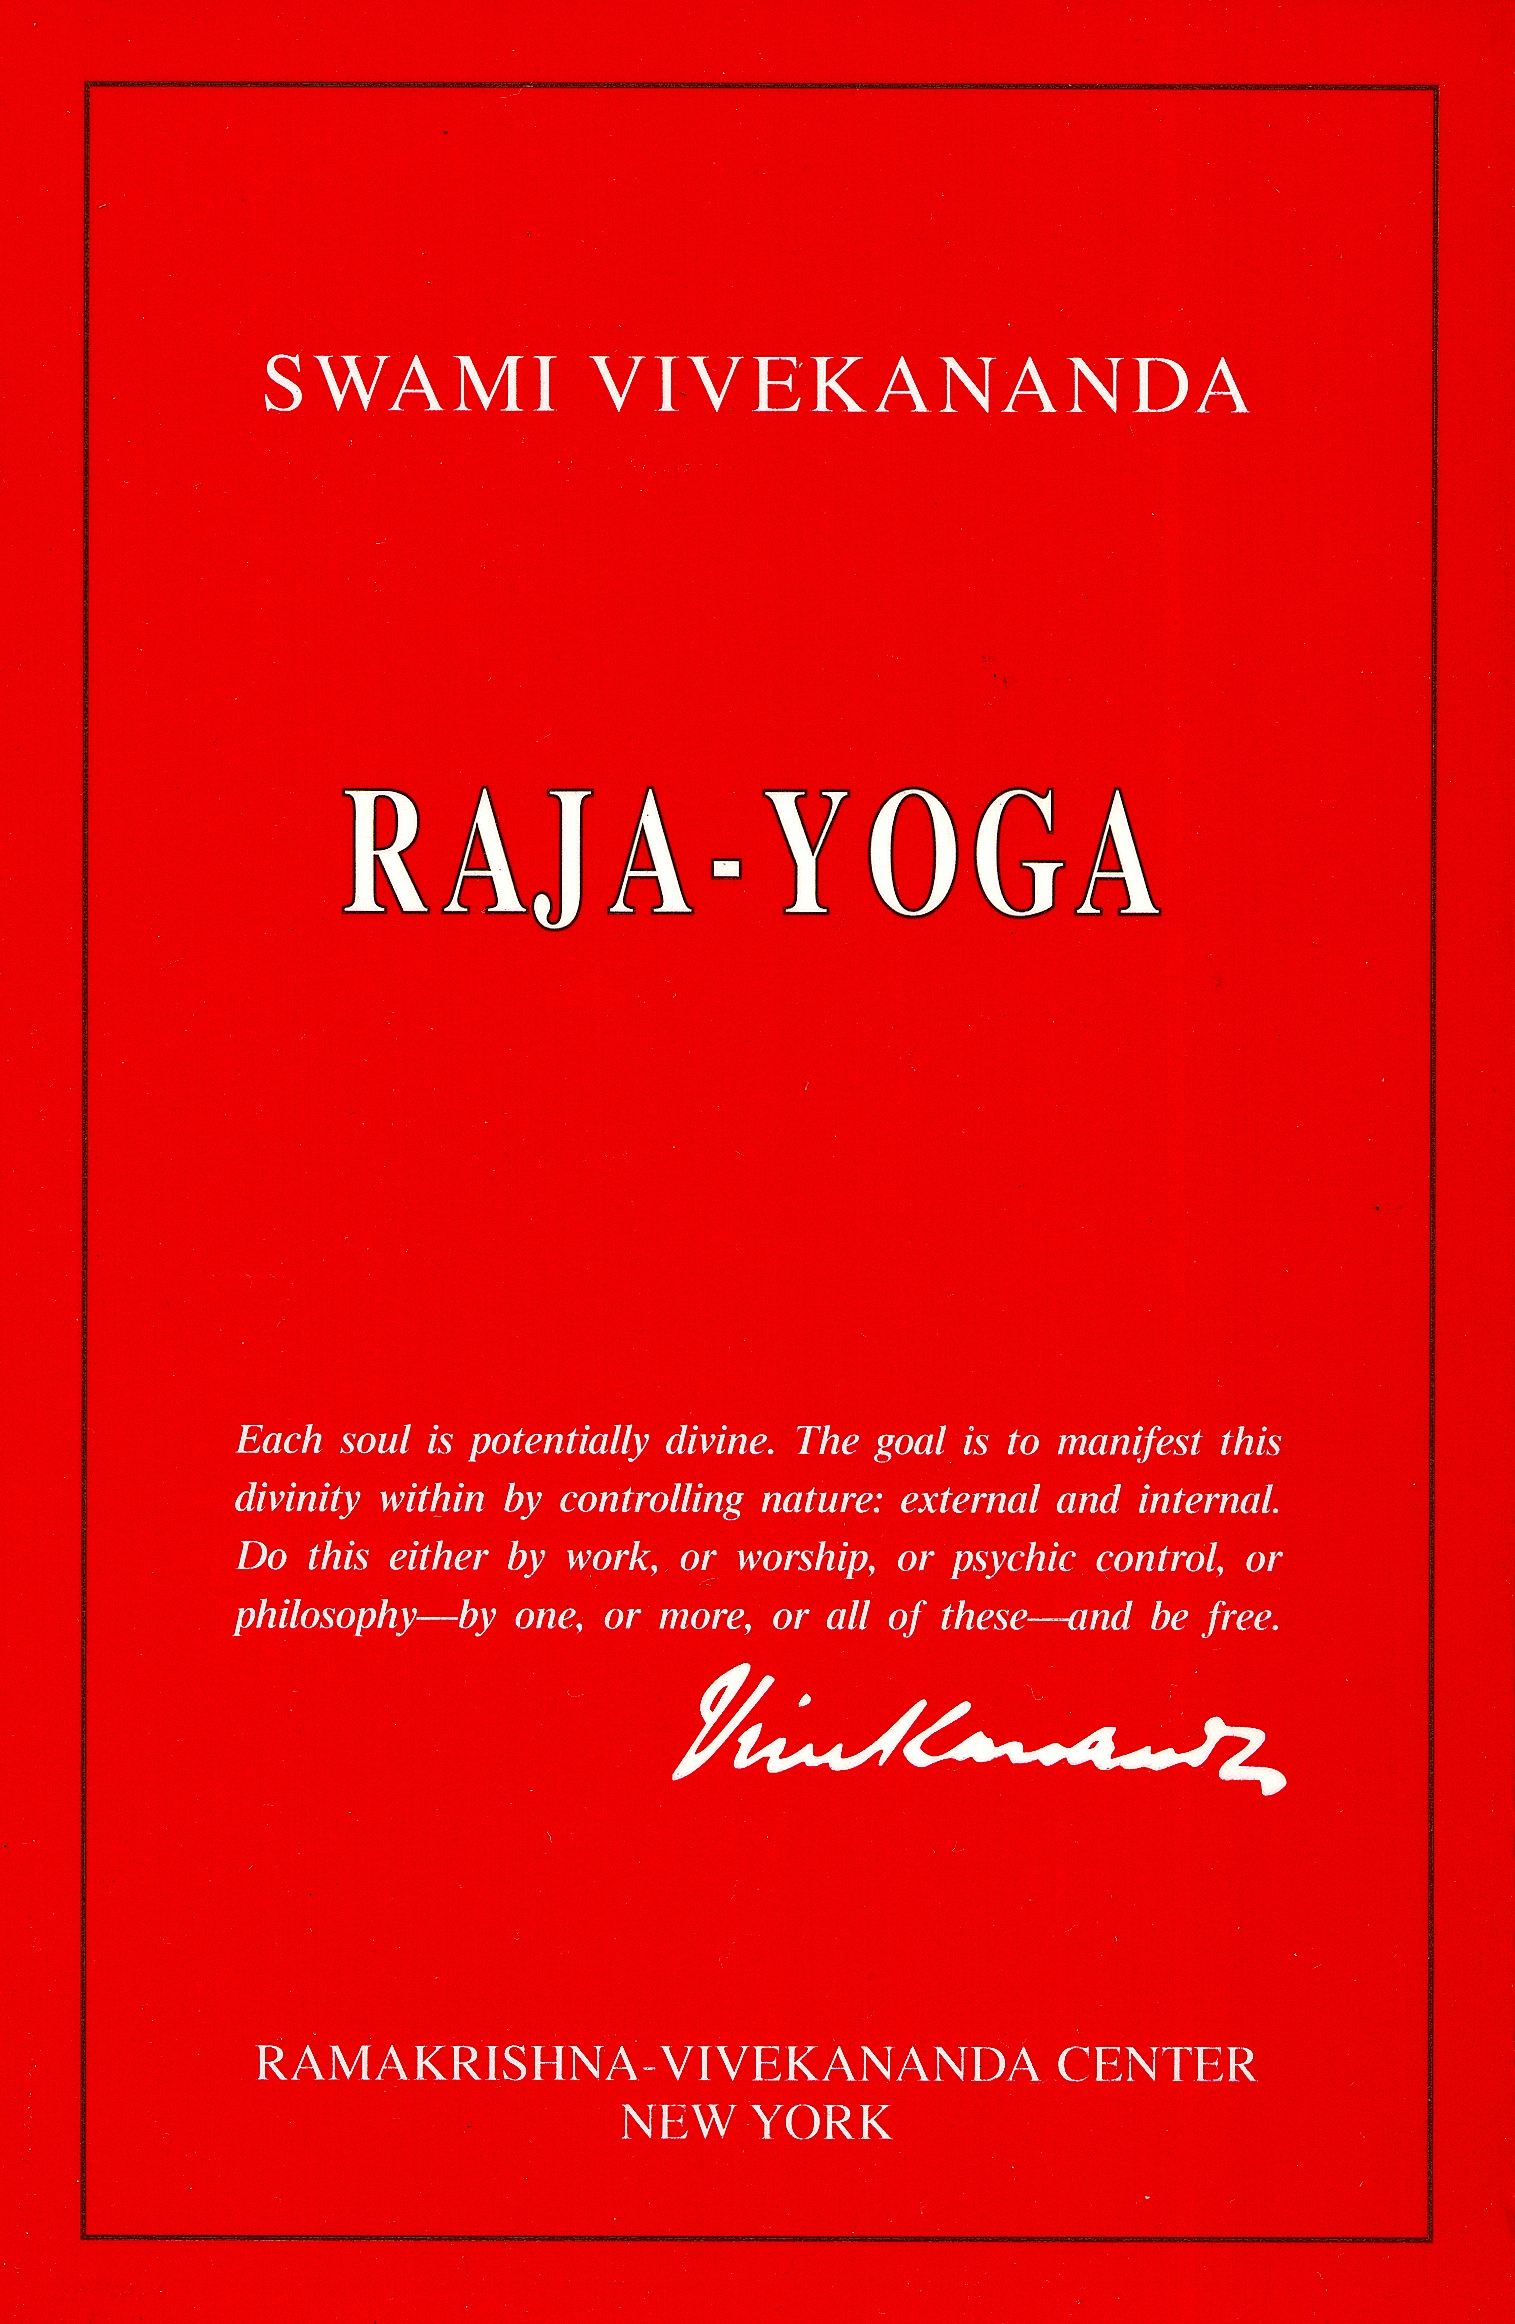 SWAMI VIVEKANANDA
RAJA-YOGA
Each soul is potentially divine. The goal is to manifest this
divinity within by controlling nature: external and internal.
Do this either by work, or worship, or psychic control, or
philosophy—by one, or more, or all of these—and be free.
Vivekananda
RAMAKRISHNA-VIVEKANANDA CENTER
NEW YORK